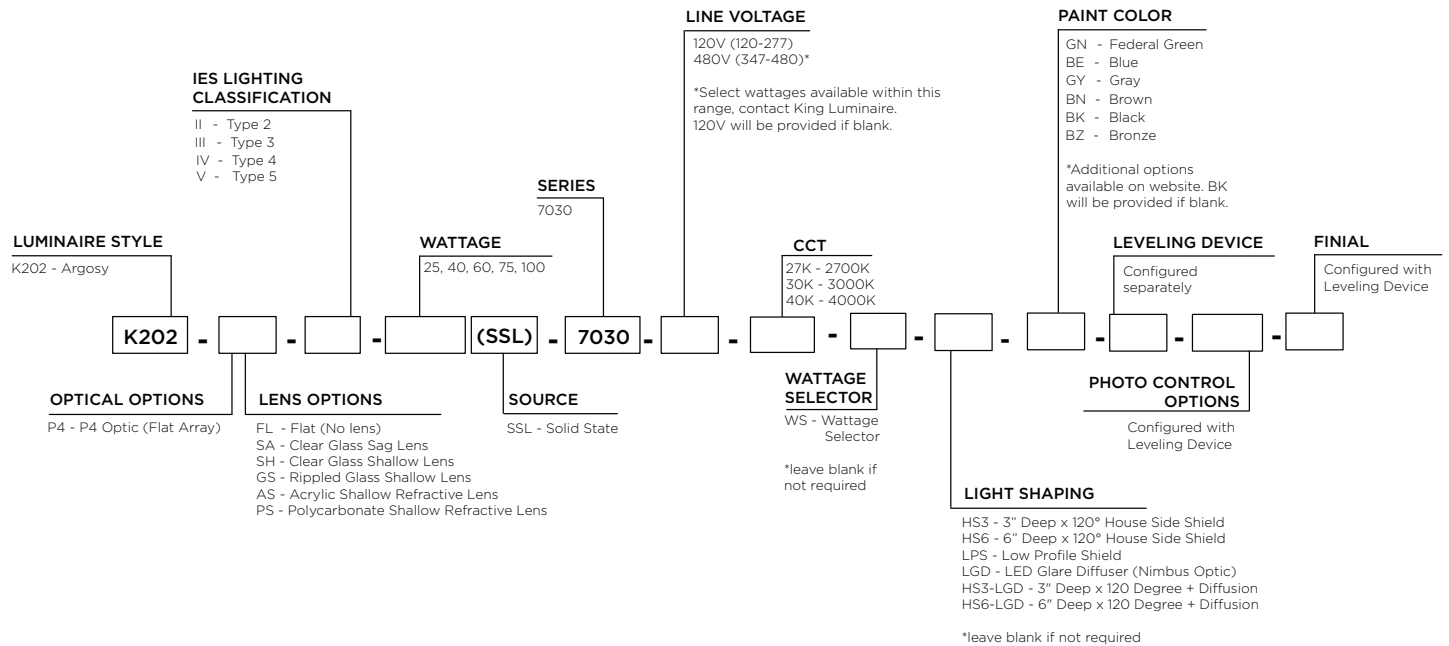 LINE VOLTAGE
120V (120-277)
480V (347-480)*
*Select wattages available within this
range, contact King Luminaire.
120V will be provided if blank.
PAINT COLOR
GN - Federal Green
BE - Blue
GY - Gray
BN - Brown
BK - Black
BZ - Bronze
*Additional options
available on website. BK
will be provided if blank.
IES LIGHTING
CLASSIFICATION
II - Type 2
III - Type 3
IV - Type 4
V - Type 5
SERIES
7030
LUMINAIRE STYLE
K202 - Argosy
WATTAGE
25, 40, 60, 75, 100
CCT
27K - 2700K
30K - 3000K
40K - 4000K
LEVELING DEVICE
Configured
separately
FINIAL
Configured with
Leveling Device
K202 - - - (SSL) - 7030 - - - - - - - -
OPTICAL OPTIONS
P4 - P4 Optic (Flat Array)
LENS OPTIONS
FL - Flat (No lens)
SA - Clear Glass Sag Lens
SH - Clear Glass Shallow Lens
GS - Rippled Glass Shallow Lens
AS - Acrylic Shallow Refractive Lens
PS - Polycarbonate Shallow Refractive Lens
SOURCE
SSL - Solid State
WATTAGE
SELECTOR
WS - Wattage
Selector
*leave blank if
not required
LIGHT SHAPING
HS3 - 3” Deep x 120° House Side Shield
HS6 - 6” Deep x 120° House Side Shield
LPS - Low Profile Shield
LGD - LED Glare Diffuser (Nimbus Optic)
HS3-LGD - 3" Deep x 120 Degree + Diffusion
HS6-LGD - 6" Deep x 120 Degree + Diffusion
*leave blank if not required
PHOTO CONTROL
OPTIONS
Configured with
Leveling Device